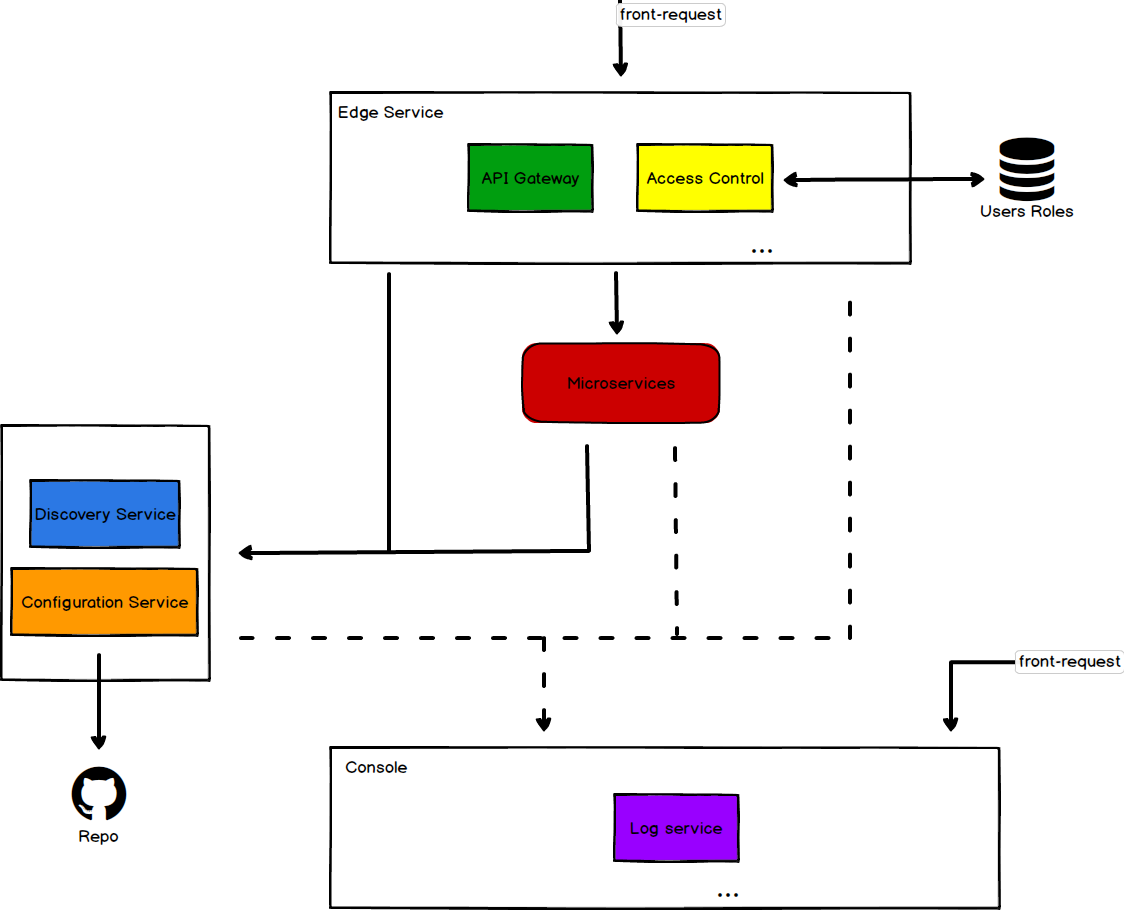 front-request
Edge Service
API Gateway
Access Control
Users Roles
...
Microservices
Discovery Service
Configuration Service
front-request
Console
Log service
Repo
...